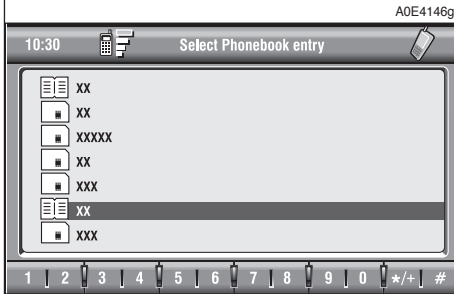 A0E4146g
10:30 Select Phonebook entry
xx
xx
xxxxx
xx
xxx
xx
xxx
1 2 3 4 5 6 7 8 9 0 */+ #